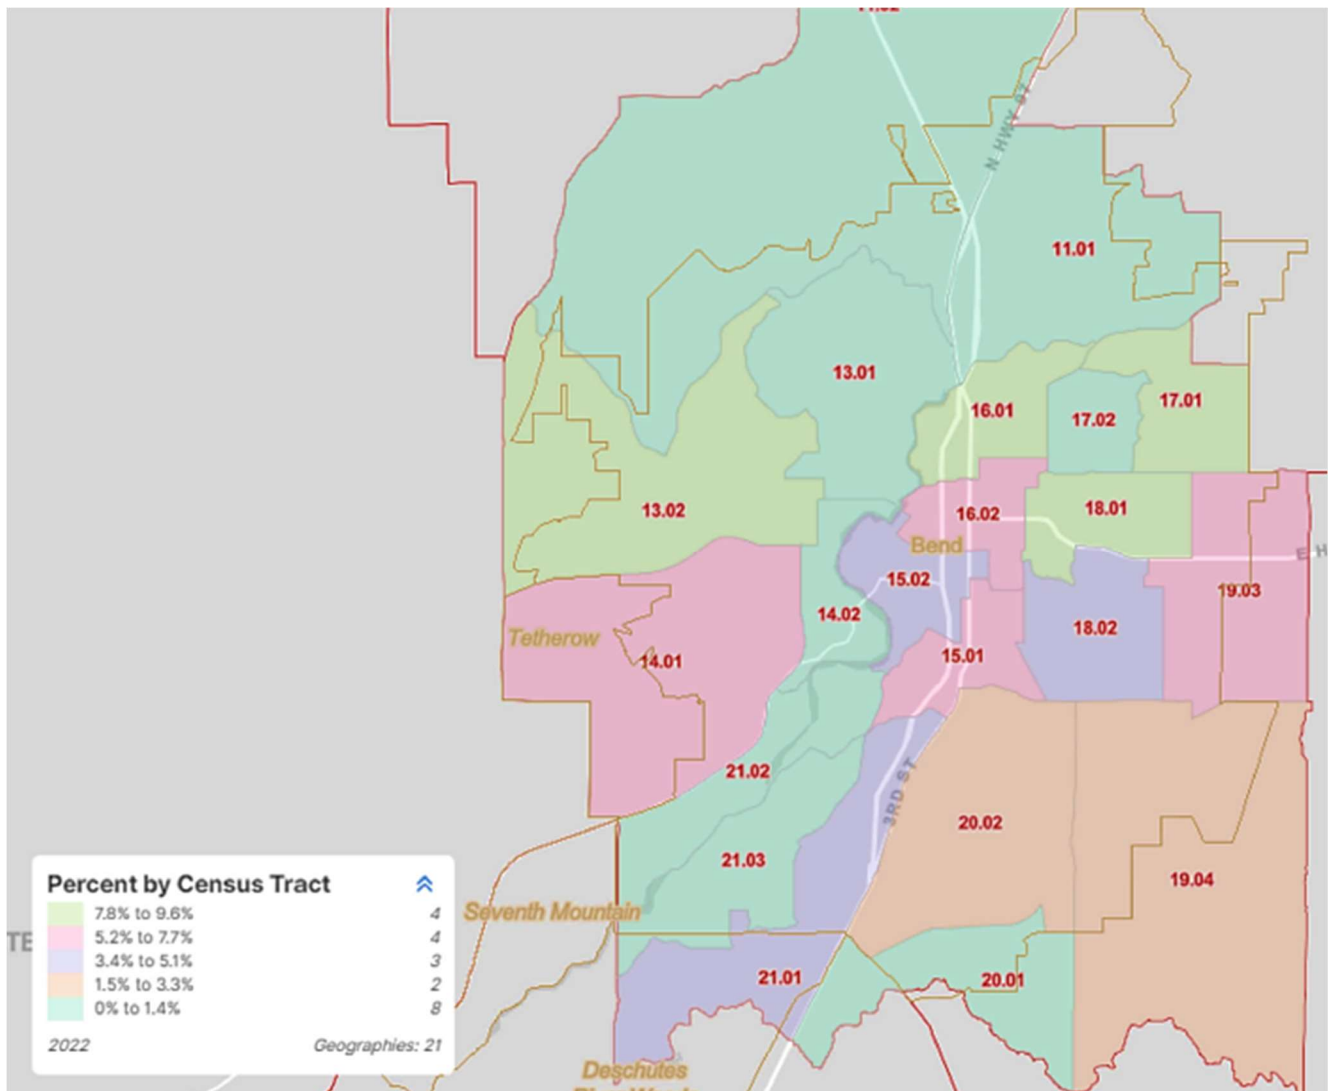 N HWY 97
11.01
13.01
16.01
17.02
17.01
13.02
16.02
18.01
Bend
E H
15.02
19.03
14.02
18.02
Tetherow
14.01
15.01
21.02
3RD ST
20.02
21.03
19.04
Seventh Mountain
TE
21.01
20.01
Deschutes
Percent by Census Tract
7.8% to 9.6% 4
5.2% to 7.7% 4
3.4% to 5.1% 3
1.5% to 3.3% 2
0% to 1.4% 8
2022 Geographies: 21